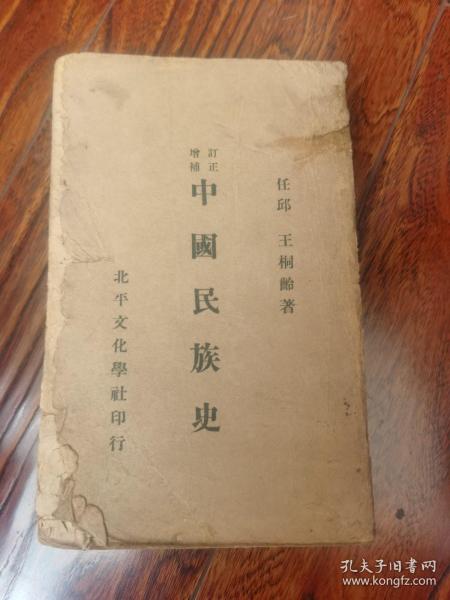 任邱 王桐齡著
訂正
增補
中國民族史
北平文化學社印行
孔夫子旧书网
www.kongfz.com